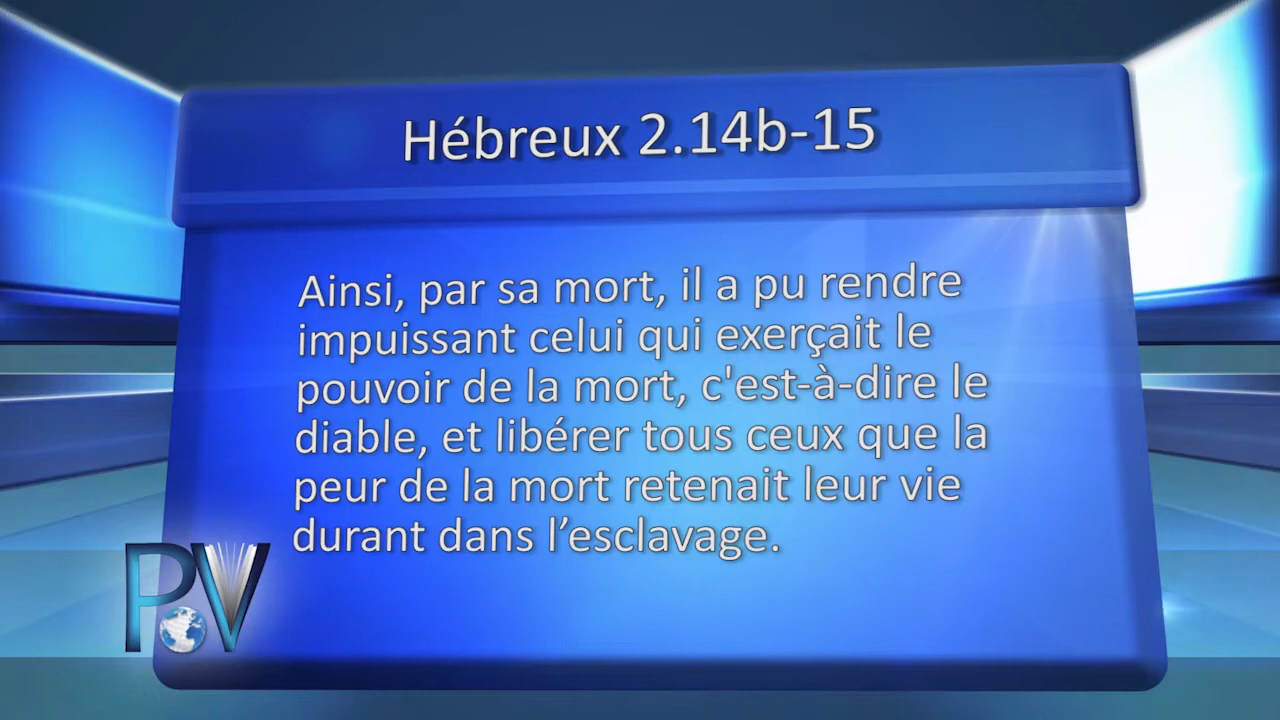 Hébreux 2.14b-15
Ainsi, par sa mort, il a pu rendre
impuissant celui qui exerçait le
pouvoir de la mort, c'est-à-dire le
diable, et libérer tous ceux que la
peur de la mort retenait leur vie
durant dans l’esclavage.
PV